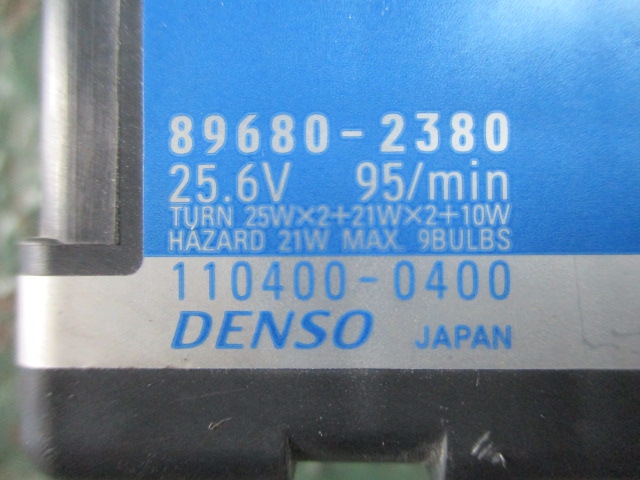 89680-2380
25.6V 95/min
TURN 25W×2+21W×2+10W
HAZARD 21W MAX. 9BULBS
110400-0400
DENSO JAPAN